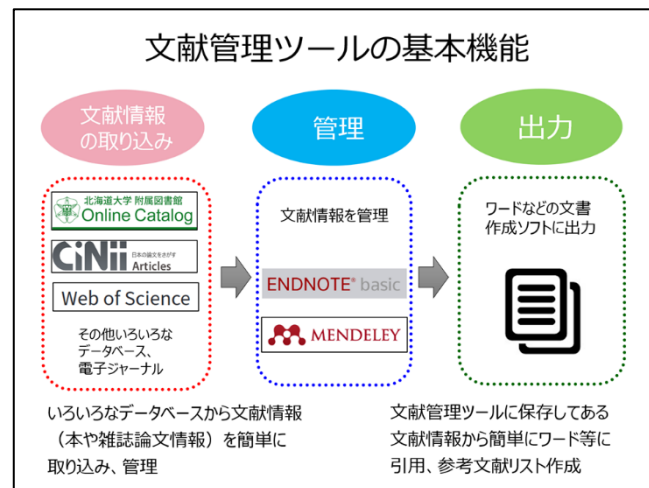 文献管理ツールの基本機能
文献情報
の取り込み
管理
出力
北海道大学 附属図書館
Online Catalog
CiNii 日本の論文をさがす
Articles
Web of Science
その他いろいろな
データベース、
電子ジャーナル
文献情報を管理
ENDNOTE® basic
MENDELEY
ワードなどの文書
作成ソフトに出力
いろいろなデータベースから文献情報
（本や雑誌論文情報）を簡単に
取り込み、管理
文献管理ツールに保存してある
文献情報から簡単にワード等に
引用、参考文献リスト作成